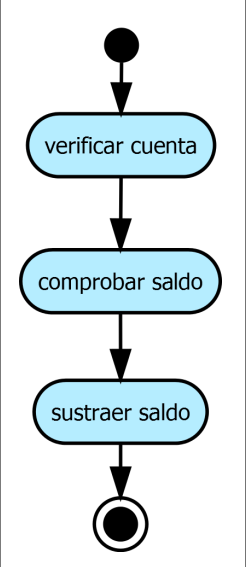 verificar cuenta
comprobar saldo
sustraer saldo